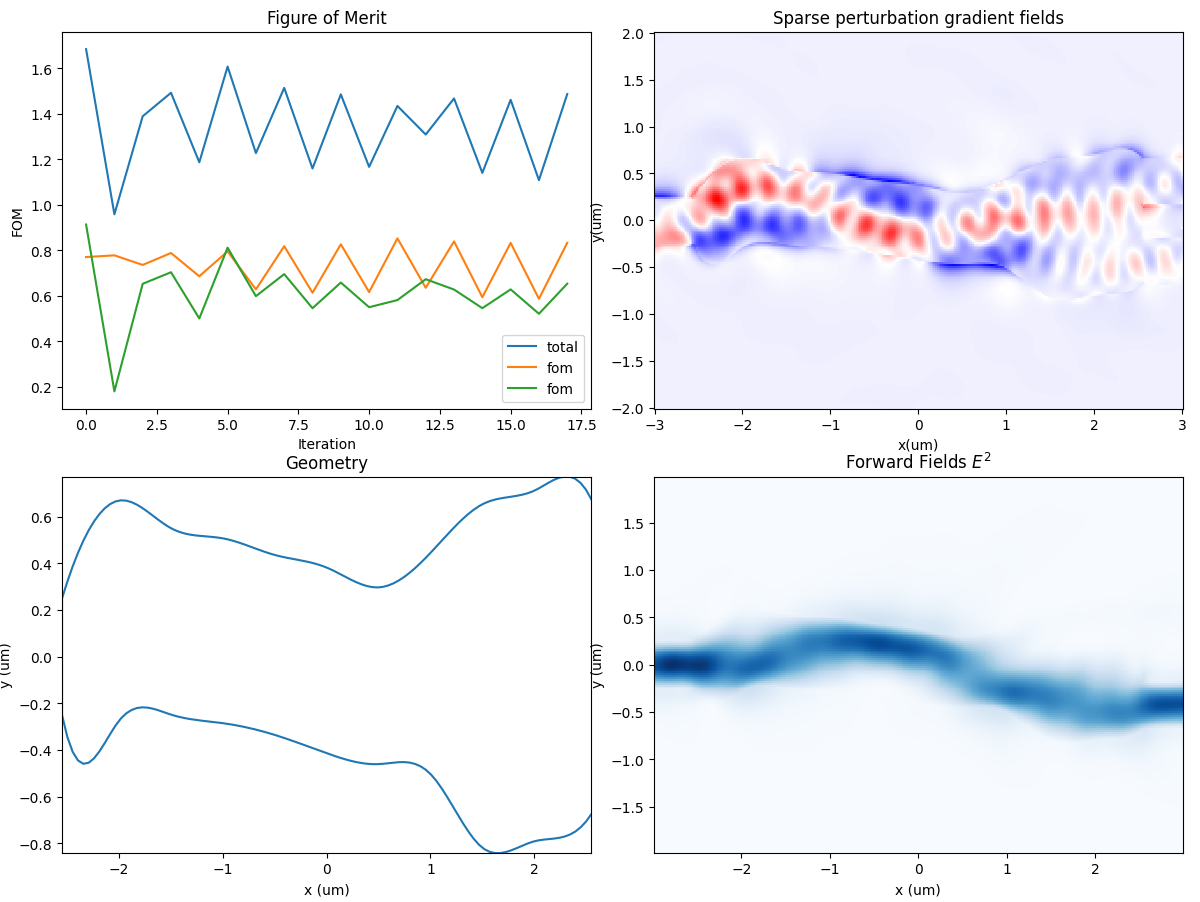 Figure of Merit
FOM
1.6
1.4
1.2
1.0
0.8
0.6
0.4
0.2
total
fom
fom
0.0 2.5 5.0 7.5 10.0 12.5 15.0 17.5
Iteration
Sparse perturbation gradient fields
y(um)
2.0
1.5
1.0
0.5
0.0
−0.5
−1.0
−1.5
−2.0
−3 −2 −1 0 1 2 3
x(um)
Geometry
y (um)
0.6
0.4
0.2
0.0
−0.2
−0.4
−0.6
−0.8
−2 −1 0 1 2
x (um)
Forward Fields E²
y (um)
1.5
1.0
0.5
0.0
−0.5
−1.0
−1.5
−2 −1 0 1 2
x (um)